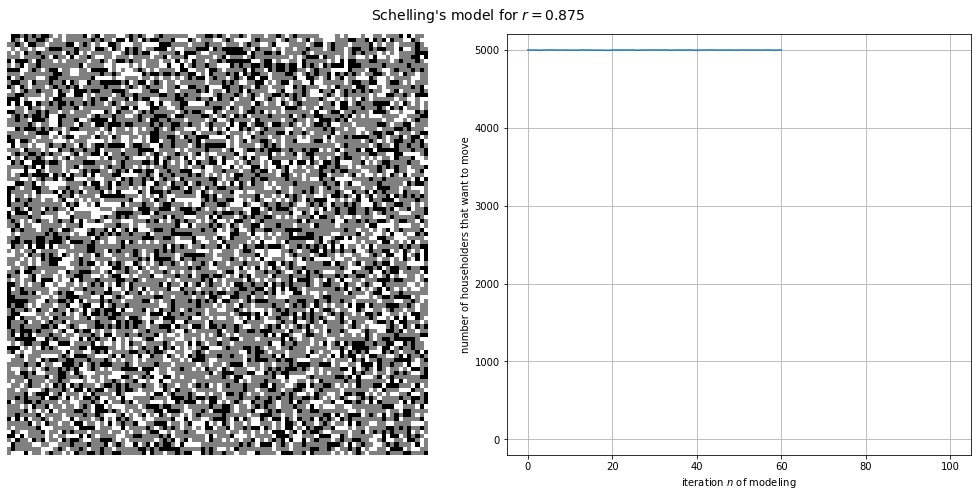 Schelling's model for r = 0.875
number of householders that want to move
5000
4000
3000
2000
1000
0
0 20 40 60 80 100
iteration n of modeling